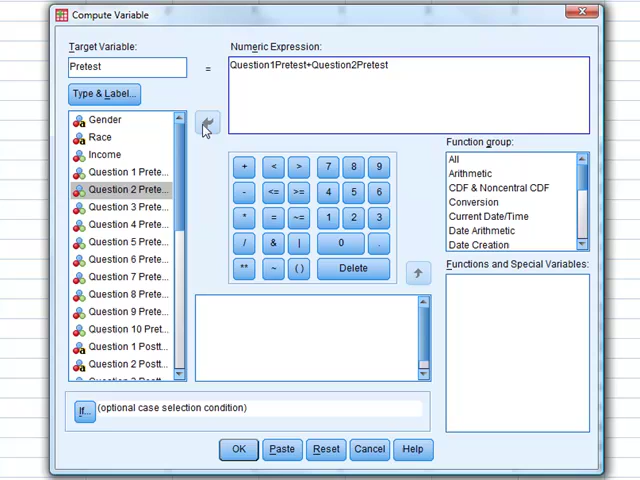 Compute Variable
Target Variable:
Pretest
=
Numeric Expression:
Question1Pretest+Question2Pretest
Type & Label...
Gender
Race
Income
Question 1 Prete...
Question 2 Prete...
Question 3 Prete...
Question 4 Prete...
Question 5 Prete...
Question 6 Prete...
Question 7 Prete...
Question 8 Prete...
Question 9 Prete...
Question 10 Pret...
Question 1 Postt...
Question 2 Postt...
+ < > 7 8 9
- <= >= 4 5 6
* = ~= 1 2 3
/ & | 0 .
** ~ ( ) Delete
Function group:
All
Arithmetic
CDF & Noncentral CDF
Conversion
Current Date/Time
Date Arithmetic
Date Creation
Functions and Special Variables:
If... (optional case selection condition)
OK Paste Reset Cancel Help